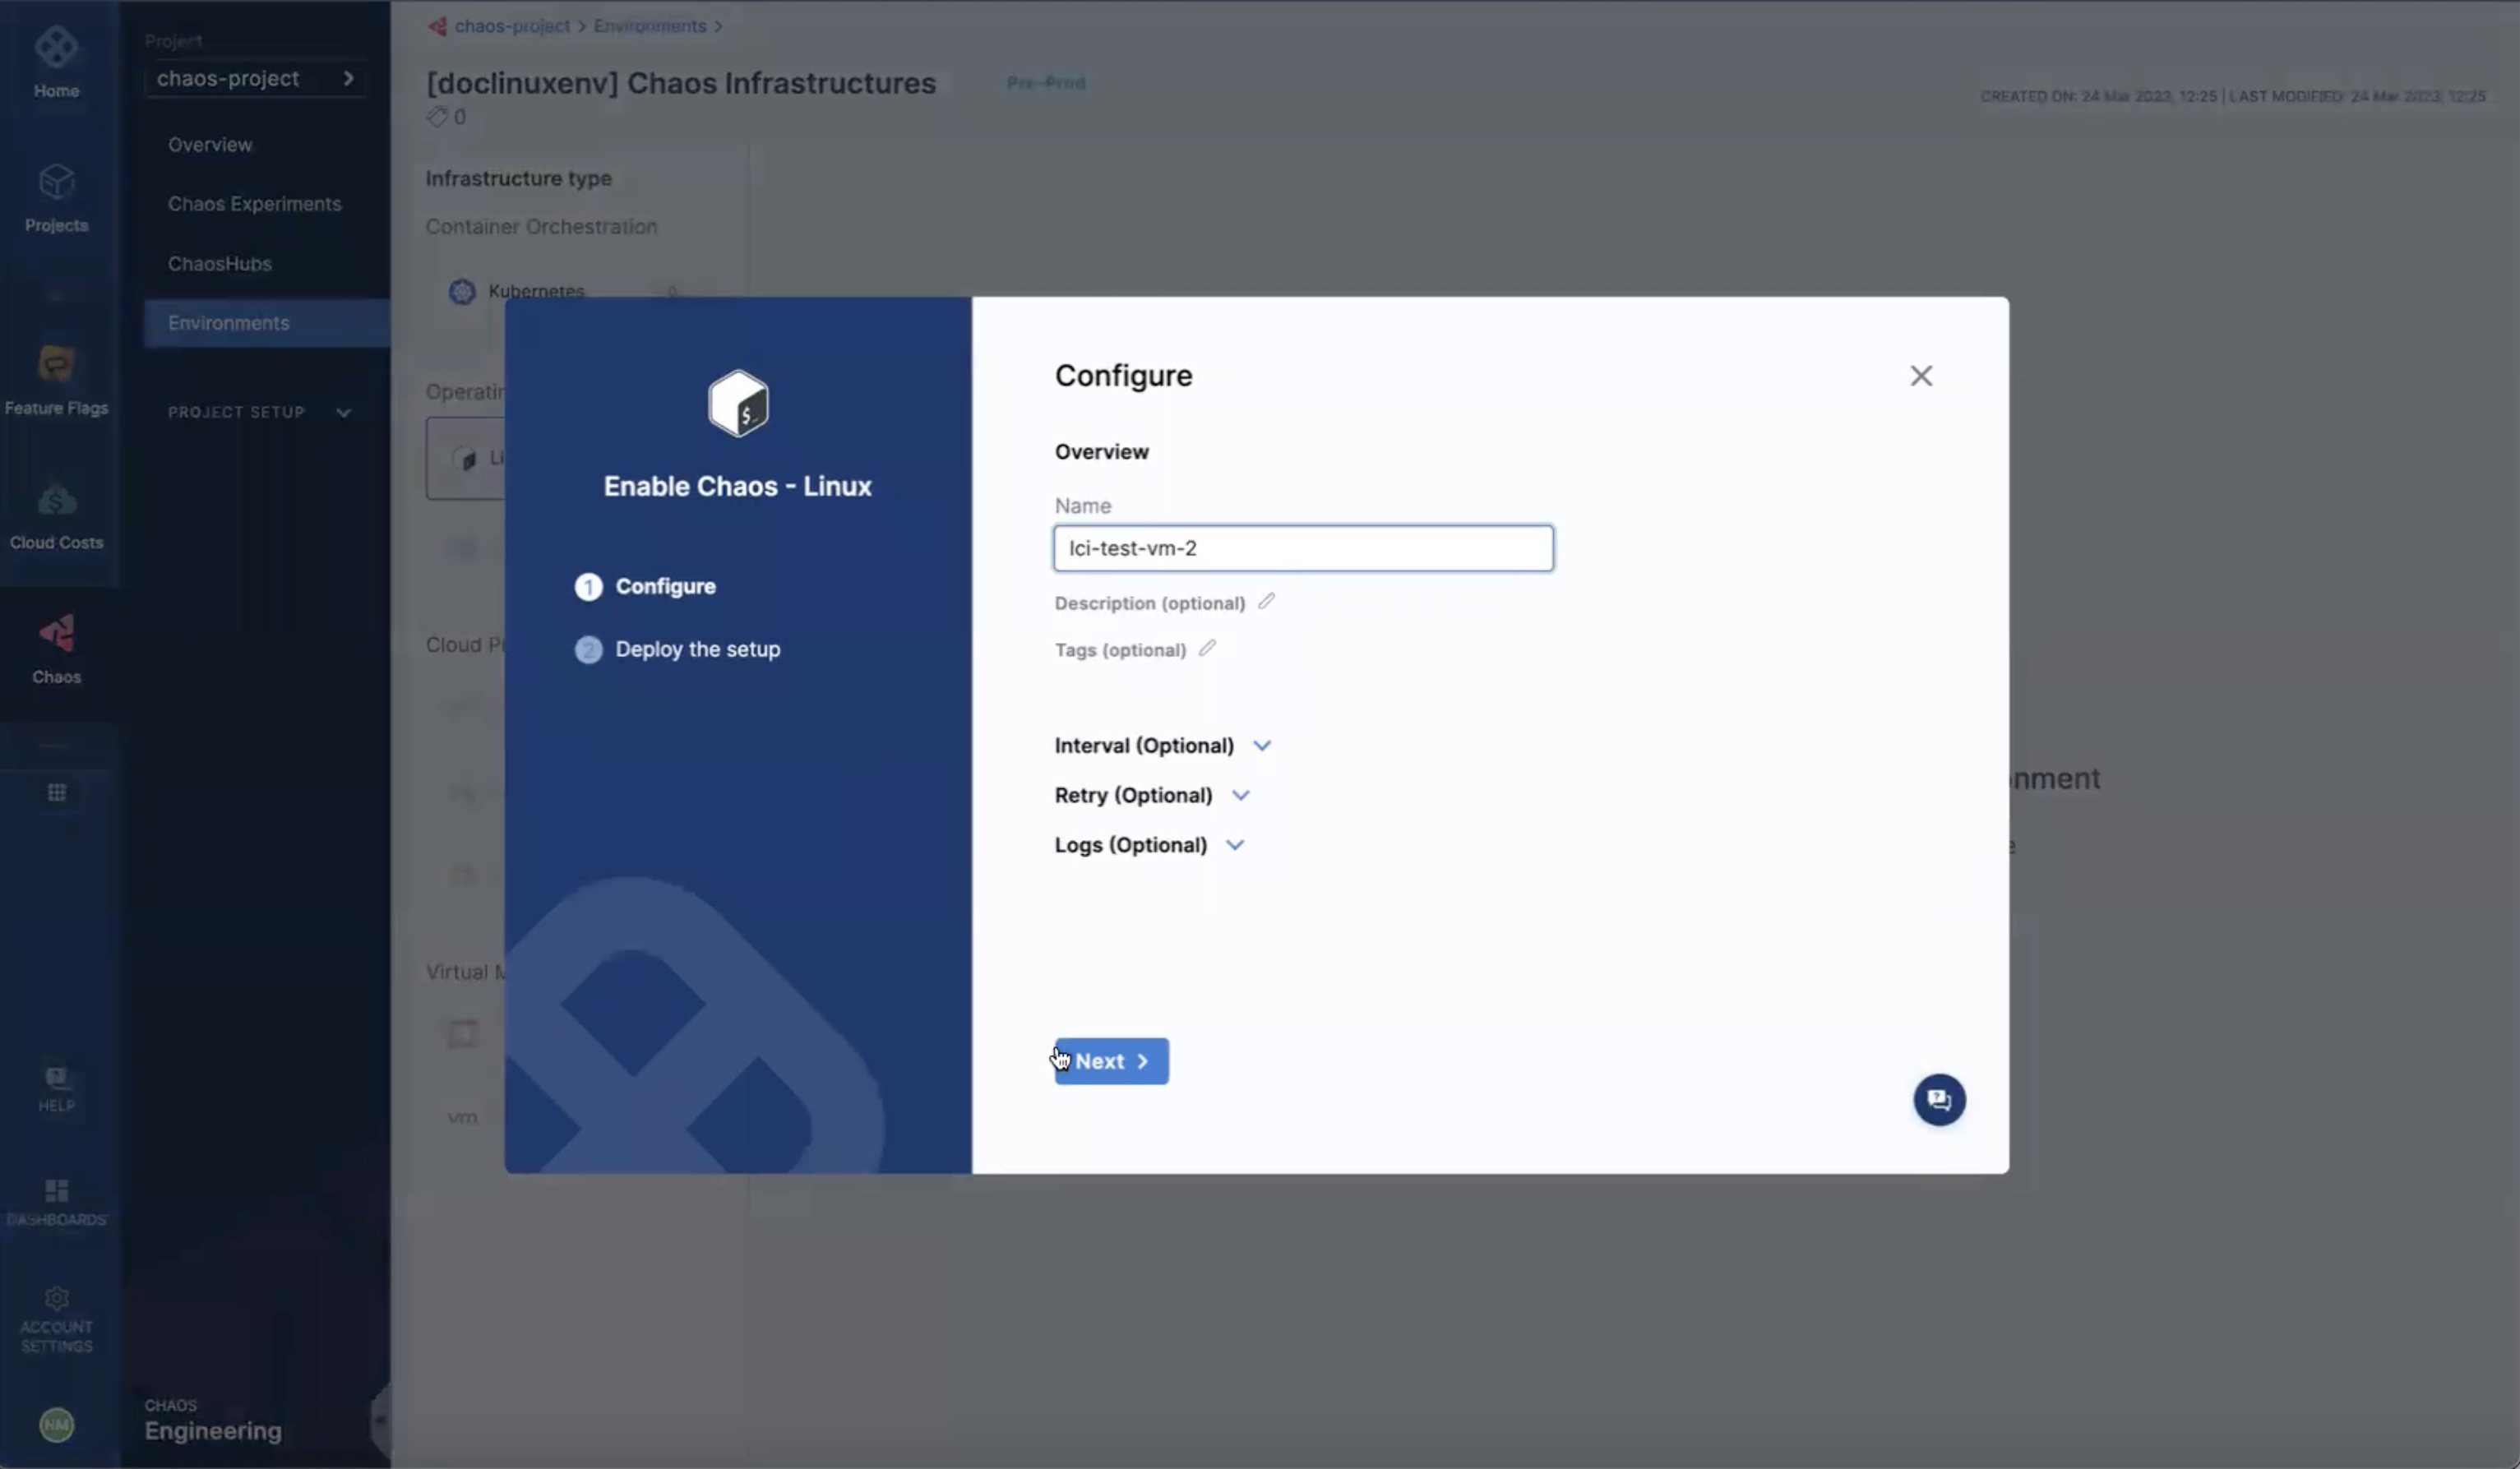 Home
Projects
Feature Flags
Cloud Costs
Chaos
HELP
DASHBOARDS
ACCOUNT
SETTINGS
NM
Project
chaos-project
Overview
Chaos Experiments
ChaosHubs
Environments
PROJECT SETUP
CHAOS
Engineering
chaos-project > Environments >
[doclinuxenv] Chaos Infrastructures
Pre-Prod
0
CREATED ON: 24 Mar 2023, 12:25 | LAST MODIFIED: 24 Mar 2023, 12:25
Infrastructure type
Container Orchestration
Kubernetes
Operatin
Li
Cloud P
Virtual M
vm
$_
Enable Chaos - Linux
1 Configure
2 Deploy the setup
Configure
Overview
Name
lci-test-vm-2
Description (optional)
Tags (optional)
Interval (Optional)
Retry (Optional)
Logs (Optional)
Next >
nment
e